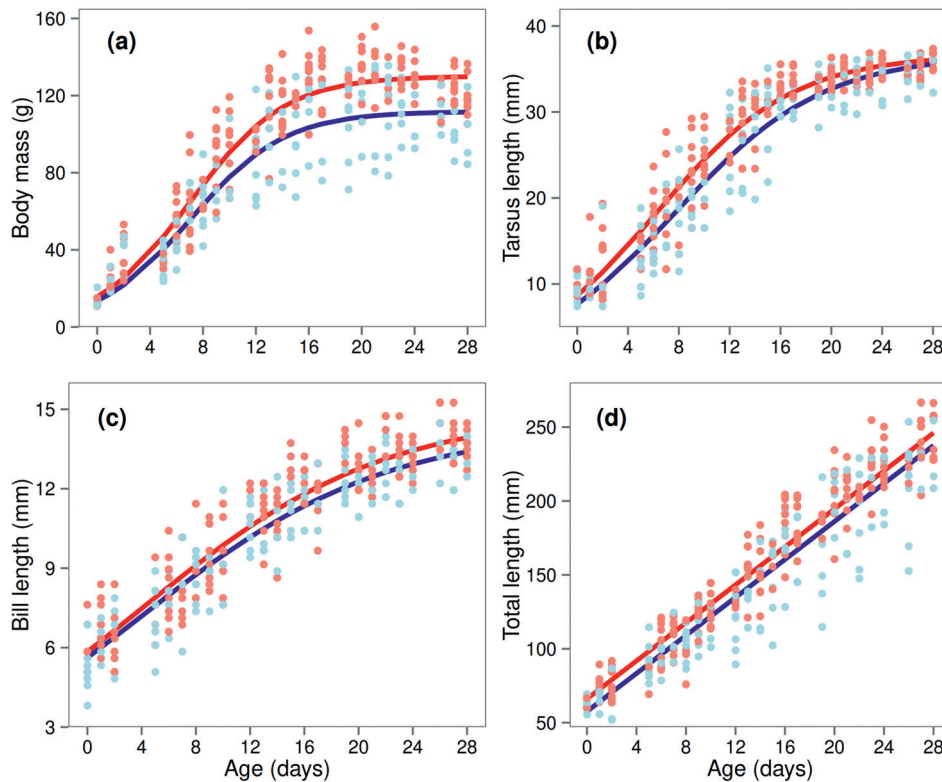 (a)
Body mass (g)
160
120
80
40
0
0 4 8 12 16 20 24 28
(b)
Tarsus length (mm)
40
30
20
10
0 4 8 12 16 20 24 28
(c)
Bill length (mm)
15
12
9
6
3
0 4 8 12 16 20 24 28
Age (days)
(d)
Total length (mm)
250
200
150
100
50
0 4 8 12 16 20 24 28
Age (days)